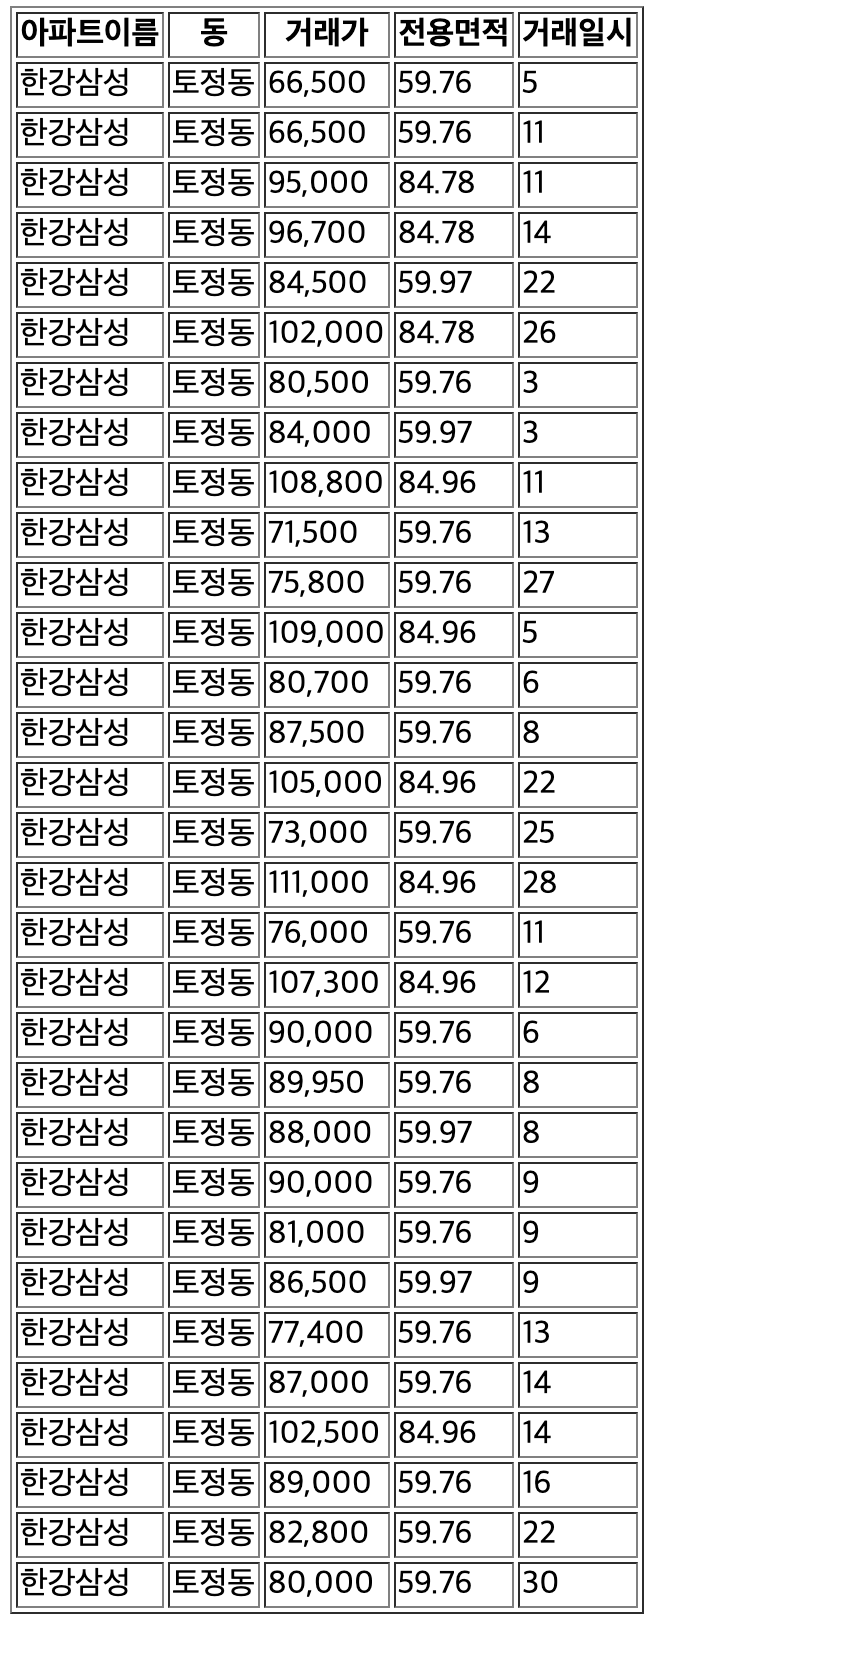 아파트이름 동 거래가 전용면적 거래일시
한강삼성 토정동 66,500 59.76 5
한강삼성 토정동 66,500 59.76 11
한강삼성 토정동 95,000 84.78 11
한강삼성 토정동 96,700 84.78 14
한강삼성 토정동 84,500 59.97 22
한강삼성 토정동 102,000 84.78 26
한강삼성 토정동 80,500 59.76 3
한강삼성 토정동 84,000 59.97 3
한강삼성 토정동 108,800 84.96 11
한강삼성 토정동 71,500 59.76 13
한강삼성 토정동 75,800 59.76 27
한강삼성 토정동 109,000 84.96 5
한강삼성 토정동 80,700 59.76 6
한강삼성 토정동 87,500 59.76 8
한강삼성 토정동 105,000 84.96 22
한강삼성 토정동 73,000 59.76 25
한강삼성 토정동 111,000 84.96 28
한강삼성 토정동 76,000 59.76 11
한강삼성 토정동 107,300 84.96 12
한강삼성 토정동 90,000 59.76 6
한강삼성 토정동 89,950 59.76 8
한강삼성 토정동 88,000 59.97 8
한강삼성 토정동 90,000 59.76 9
한강삼성 토정동 81,000 59.76 9
한강삼성 토정동 86,500 59.97 9
한강삼성 토정동 77,400 59.76 13
한강삼성 토정동 87,000 59.76 14
한강삼성 토정동 102,500 84.96 14
한강삼성 토정동 89,000 59.76 16
한강삼성 토정동 82,800 59.76 22
한강삼성 토정동 80,000 59.76 30